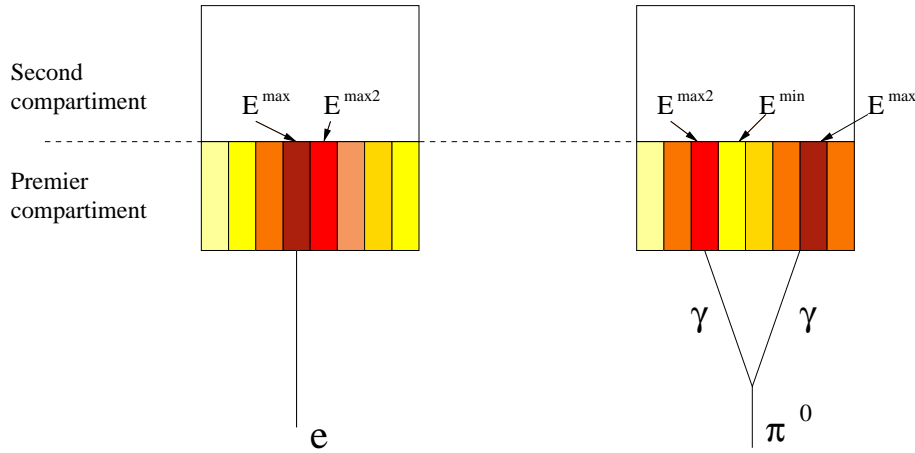 Second
compartiment
E^max E^max2
E^max2 E^min E^max
Premier
compartiment
γ γ
e
π^0